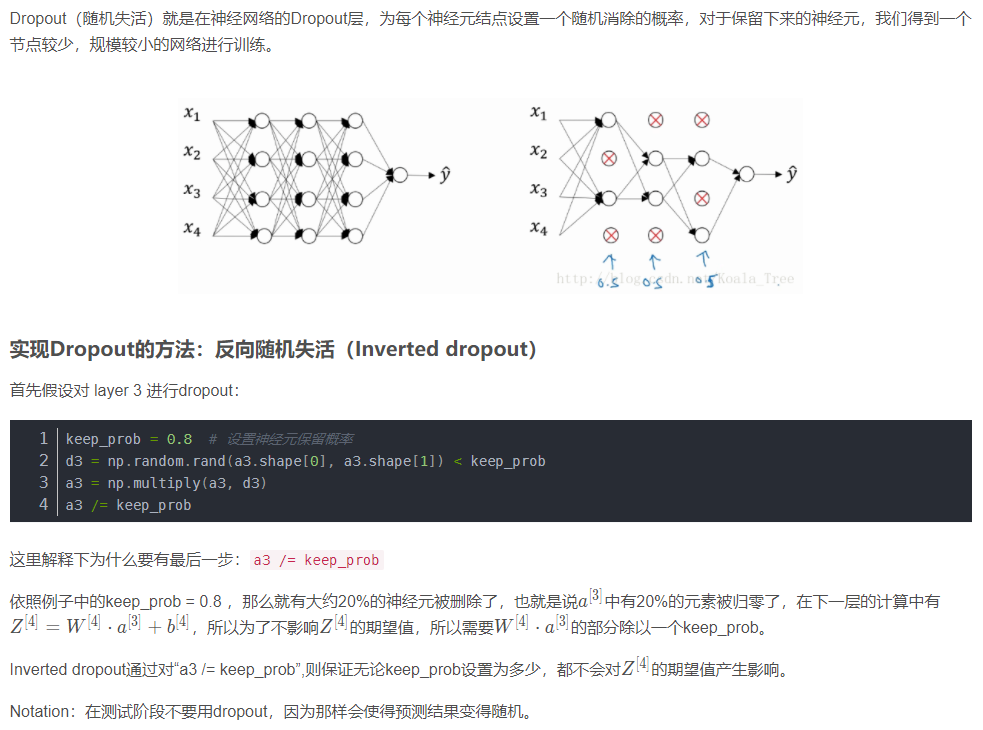 Dropout（随机失活）就是在神经网络的Dropout层，为每个神经元结点设置一个随机消除的概率，对于保留下来的神经元，我们得到一个
节点较少，规模较小的网络进行训练。
x₁
x₂
x₃
x₄
ŷ
x₁
x₂
x₃
x₄
ŷ
0.5 0.5 0.5
http://blog.csdn.net/Koala_Tree
实现Dropout的方法：反向随机失活（Inverted dropout）
首先假设对 layer 3 进行dropout：
1 keep_prob = 0.8  # 设置神经元保留概率
2 d3 = np.random.rand(a3.shape[0], a3.shape[1]) < keep_prob
3 a3 = np.multiply(a3, d3)
4 a3 /= keep_prob
这里解释下为什么要有最后一步： a3 /= keep_prob
依照例子中的keep_prob = 0.8 ，那么就有大约20%的神经元被删除了，也就是说a^[3]中有20%的元素被归零了，在下一层的计算中有
Z^[4] = W^[4] · a^[3] + b^[4]，所以为了不影响Z^[4]的期望值，所以需要W^[4] · a^[3]的部分除以一个keep_prob。
Inverted dropout通过对“a3 /= keep_prob”,则保证无论keep_prob设置为多少，都不会对Z^[4]的期望值产生影响。
Notation：在测试阶段不要用dropout，因为那样会使得预测结果变得随机。